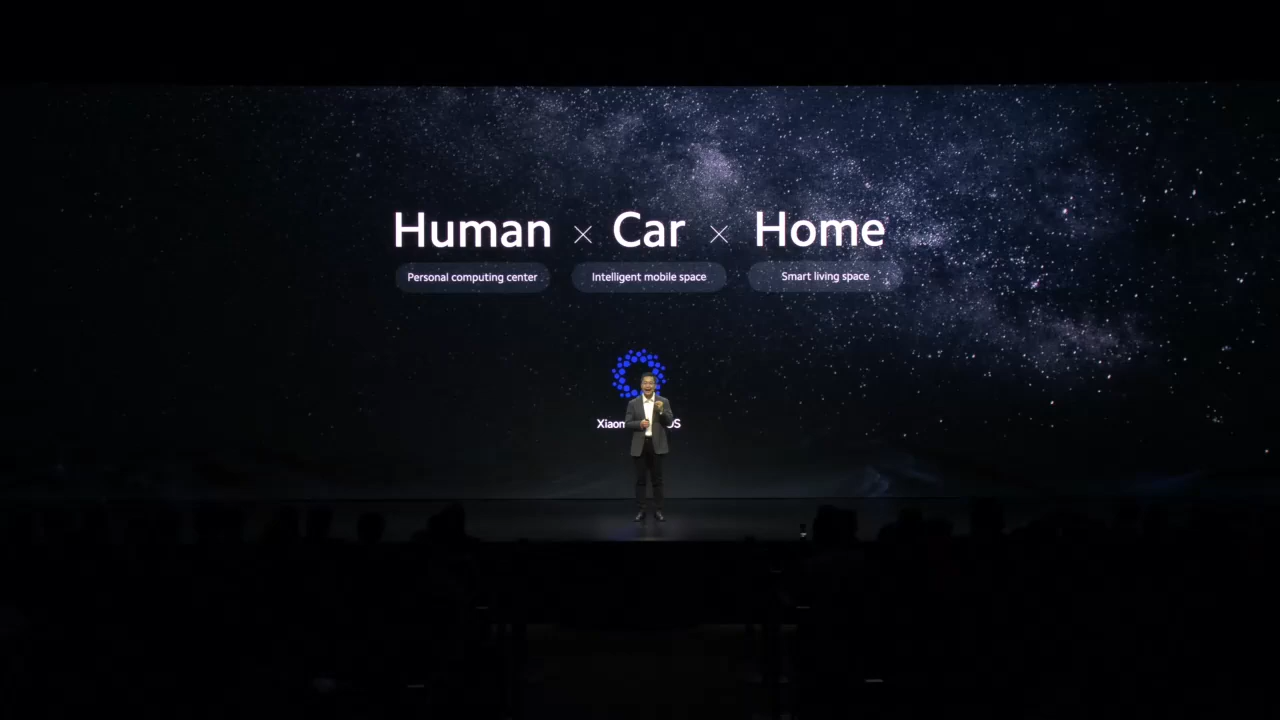 Human × Car × Home
Personal computing center Intelligent mobile space Smart living space